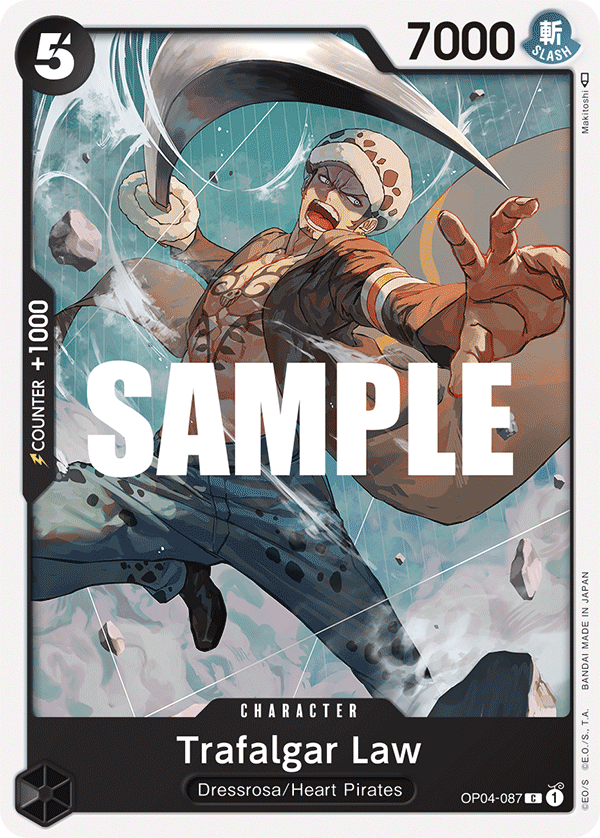 5
7000
斬
SLASH
Makitoshi
COUNTER +1000
SAMPLE
BANDAI MADE IN JAPAN
©EO/S ©E.O./S., T.A.
CHARACTER
Trafalgar Law
Dressrosa/Heart Pirates
OP04-087 C 1